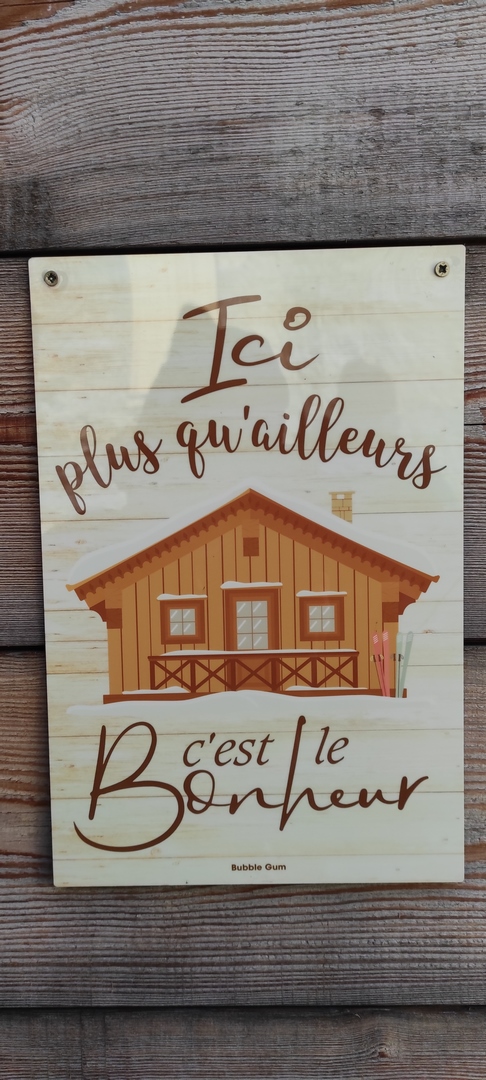 Ici
plus qu'ailleurs
c'est le
Bonheur
Bubble Gum